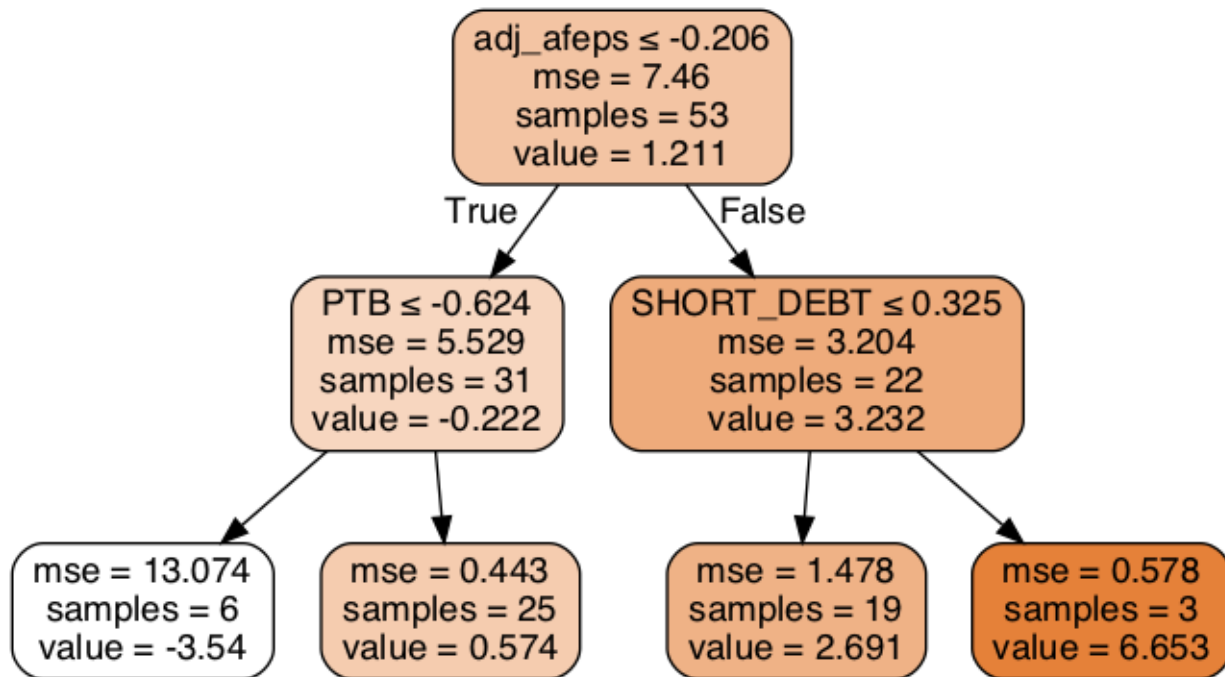 adj_afeps ≤ -0.206
mse = 7.46
samples = 53
value = 1.211
True
False
PTB ≤ -0.624
mse = 5.529
samples = 31
value = -0.222
SHORT_DEBT ≤ 0.325
mse = 3.204
samples = 22
value = 3.232
mse = 13.074
samples = 6
value = -3.54
mse = 0.443
samples = 25
value = 0.574
mse = 1.478
samples = 19
value = 2.691
mse = 0.578
samples = 3
value = 6.653